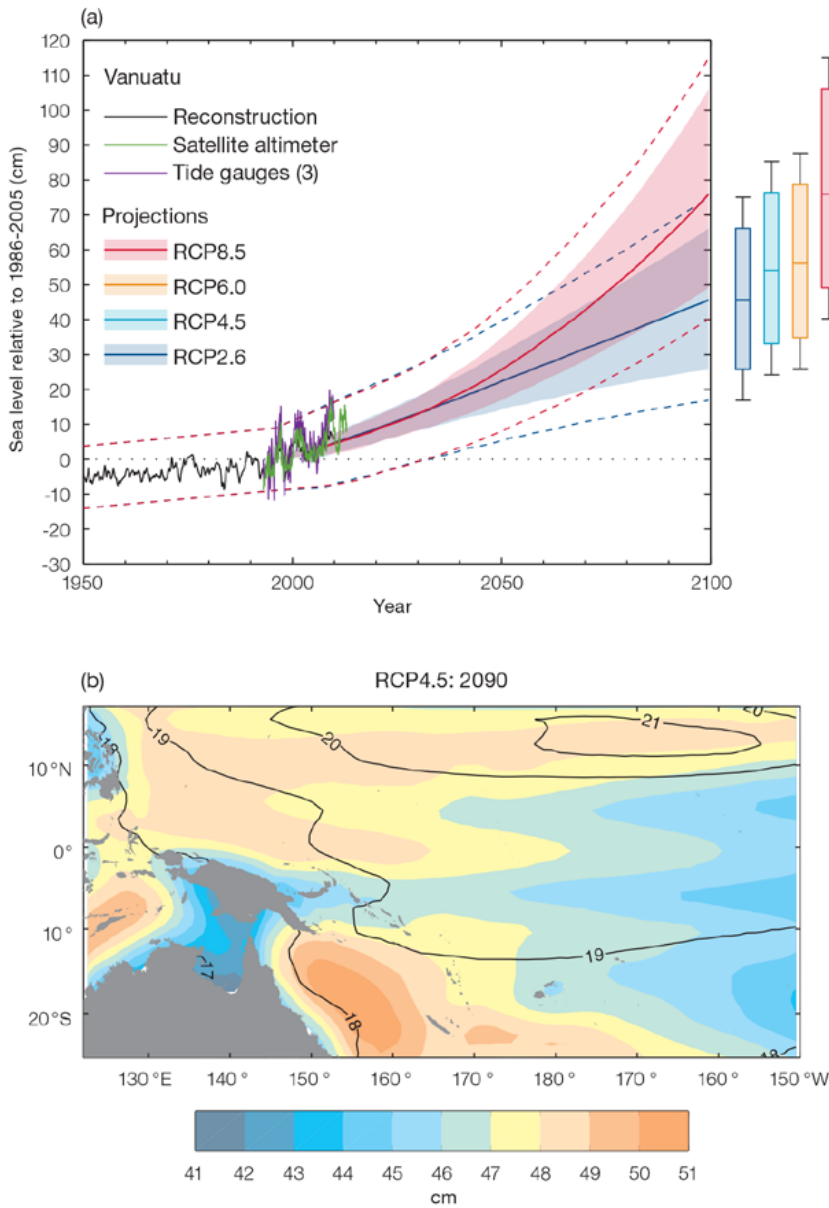 (a)
120
110
100
90
80
70
60
50
40
30
20
10
0
-10
-20
-30
Sea level relative to 1986-2005 (cm)
Vanuatu
Reconstruction
Satellite altimeter
Tide gauges (3)
Projections
RCP8.5
RCP6.0
RCP4.5
RCP2.6
1950 2000 2050 2100
Year
(b) RCP4.5: 2090
18 19 20 21 20
10 °N
0°
10 °
20 °S
17 18 19 18
130 °E 140 ° 150 ° 160 ° 170 ° 180 ° 170 ° 160 ° 150 °W
41 42 43 44 45 46 47 48 49 50 51
cm